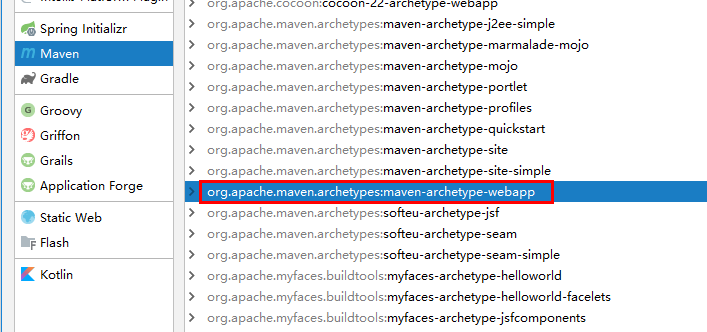 Spring Initializr
Maven
Gradle
Groovy
Griffon
Grails
Application Forge
Static Web
Flash
Kotlin
org.apache.cocoon:cocoon-22-archetype-webapp
org.apache.maven.archetypes:maven-archetype-j2ee-simple
org.apache.maven.archetypes:maven-archetype-marmalade-mojo
org.apache.maven.archetypes:maven-archetype-mojo
org.apache.maven.archetypes:maven-archetype-portlet
org.apache.maven.archetypes:maven-archetype-profiles
org.apache.maven.archetypes:maven-archetype-quickstart
org.apache.maven.archetypes:maven-archetype-site
org.apache.maven.archetypes:maven-archetype-site-simple
org.apache.maven.archetypes:maven-archetype-webapp
org.apache.maven.archetypes:softeu-archetype-jsf
org.apache.maven.archetypes:softeu-archetype-seam
org.apache.maven.archetypes:softeu-archetype-seam-simple
org.apache.myfaces.buildtools:myfaces-archetype-helloworld
org.apache.myfaces.buildtools:myfaces-archetype-helloworld-facelets
org.apache.myfaces.buildtools:myfaces-archetype-jsfcomponents